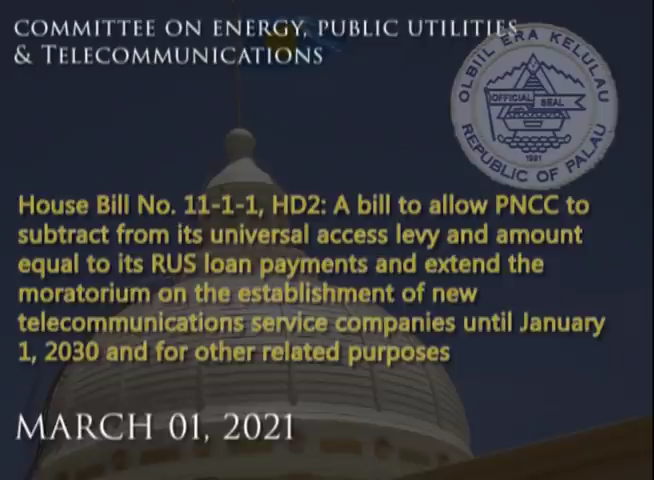 COMMITTEE ON ENERGY, PUBLIC UTILITIES
& TELECOMMUNICATIONS
OLBIIL ERA KELULAU
OFFICIAL SEAL
1981
REPUBLIC OF PALAU
House Bill No. 11-1-1, HD2: A bill to allow PNCC to
subtract from its universal access levy and amount
equal to its RUS loan payments and extend the
moratorium on the establishment of new
telecommunications service companies until January
1, 2030 and for other related purposes
MARCH 01, 2021